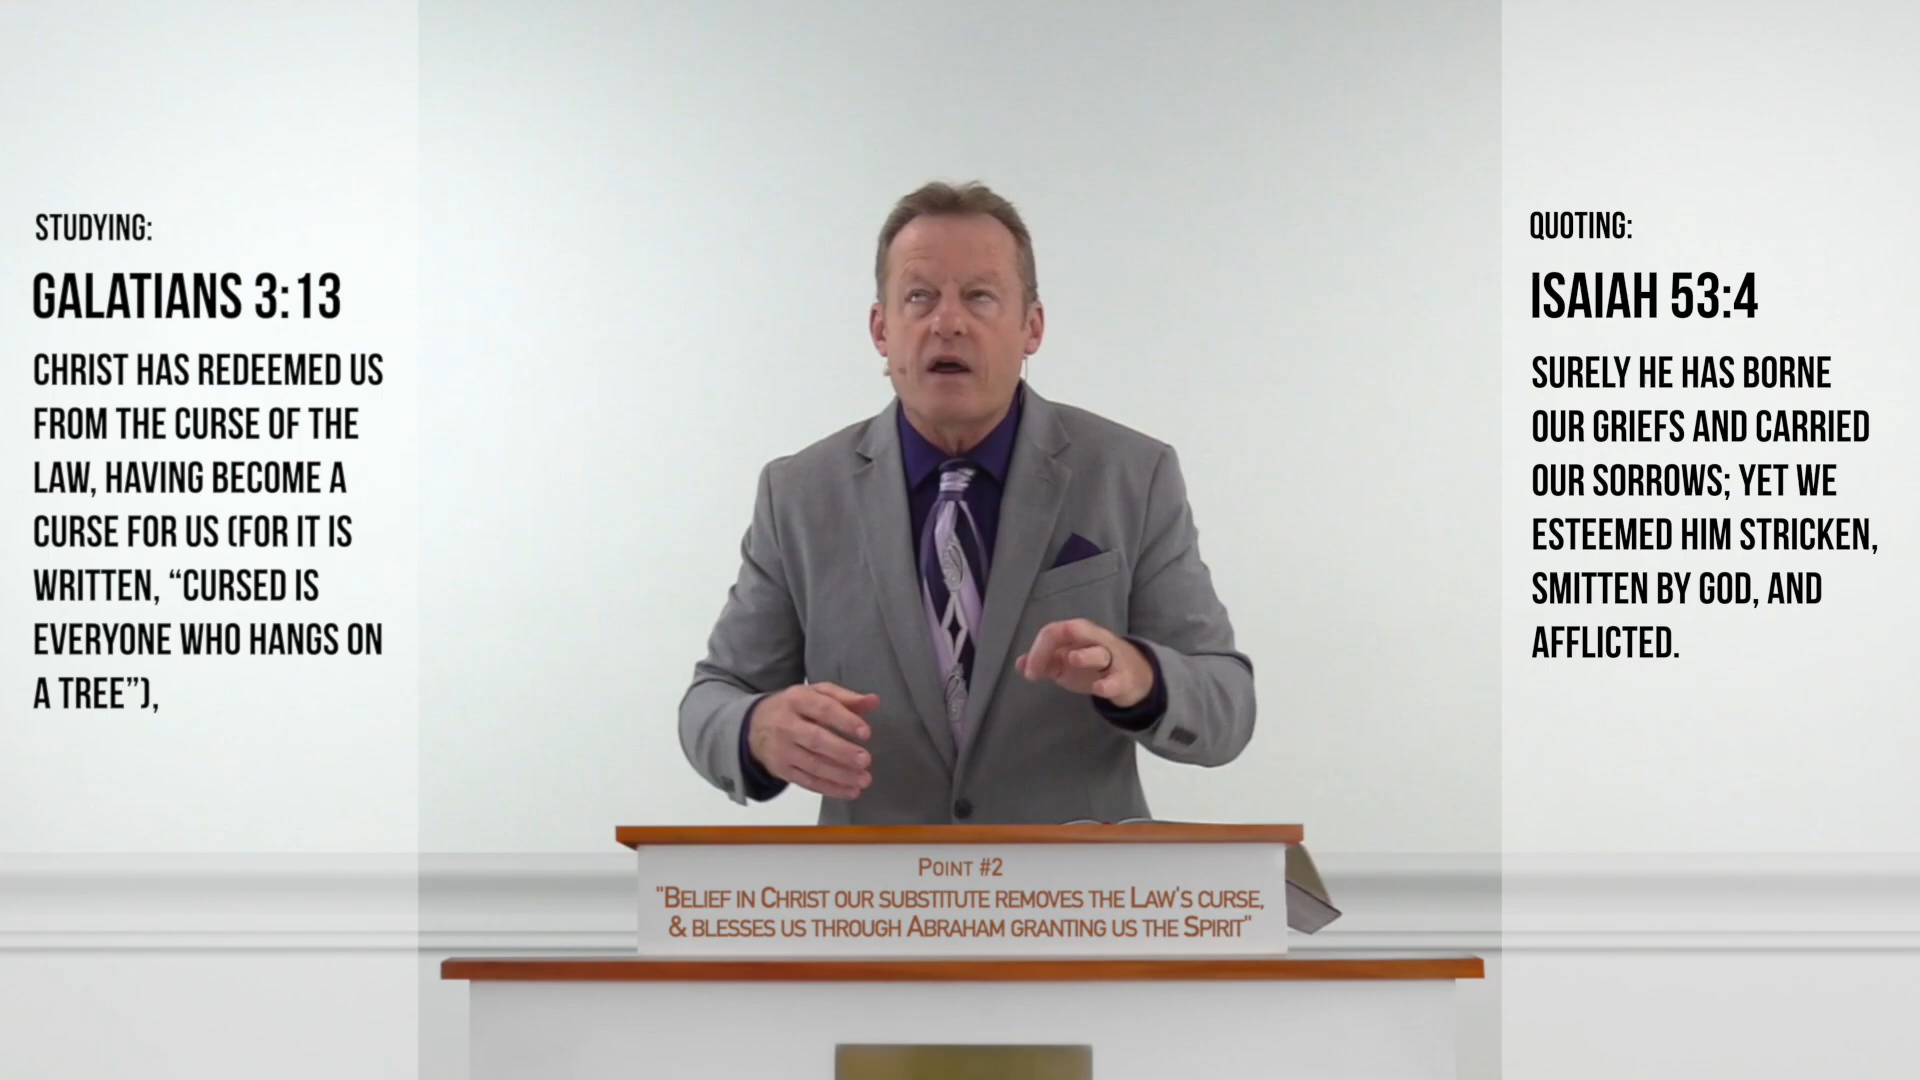 STUDYING:
GALATIANS 3:13
CHRIST HAS REDEEMED US
FROM THE CURSE OF THE
LAW, HAVING BECOME A
CURSE FOR US (FOR IT IS
WRITTEN, “CURSED IS
EVERYONE WHO HANGS ON
A TREE”),
QUOTING:
ISAIAH 53:4
SURELY HE HAS BORNE
OUR GRIEFS AND CARRIED
OUR SORROWS; YET WE
ESTEEMED HIM STRICKEN,
SMITTEN BY GOD, AND
AFFLICTED.
POINT #2
"BELIEF IN CHRIST OUR SUBSTITUTE REMOVES THE LAW'S CURSE,
& BLESSES US THROUGH ABRAHAM GRANTING US THE SPIRIT"